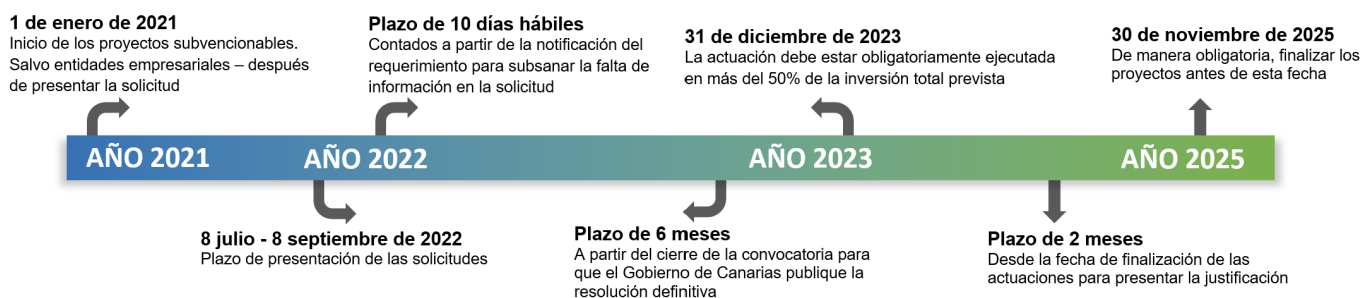 1 de enero de 2021
Inicio de los proyectos subvencionables.
Salvo entidades empresariales – después
de presentar la solicitud
Plazo de 10 días hábiles
Contados a partir de la notificación del
requerimiento para subsanar la falta de
información en la solicitud
31 de diciembre de 2023
La actuación debe estar obligatoriamente ejecutada
en más del 50% de la inversión total prevista
30 de noviembre de 2025
De manera obligatoria, finalizar los
proyectos antes de esta fecha
AÑO 2021
AÑO 2022
AÑO 2023
AÑO 2025
8 julio - 8 septiembre de 2022
Plazo de presentación de las solicitudes
Plazo de 6 meses
A partir del cierre de la convocatoria para
que el Gobierno de Canarias publique la
resolución definitiva
Plazo de 2 meses
Desde la fecha de finalización de las
actuaciones para presentar la justificación